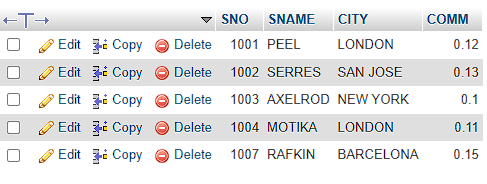 SNO SNAME CITY COMM
Edit Copy Delete 1001 PEEL LONDON 0.12
Edit Copy Delete 1002 SERRES SAN JOSE 0.13
Edit Copy Delete 1003 AXELROD NEW YORK 0.1
Edit Copy Delete 1004 MOTIKA LONDON 0.11
Edit Copy Delete 1007 RAFKIN BARCELONA 0.15